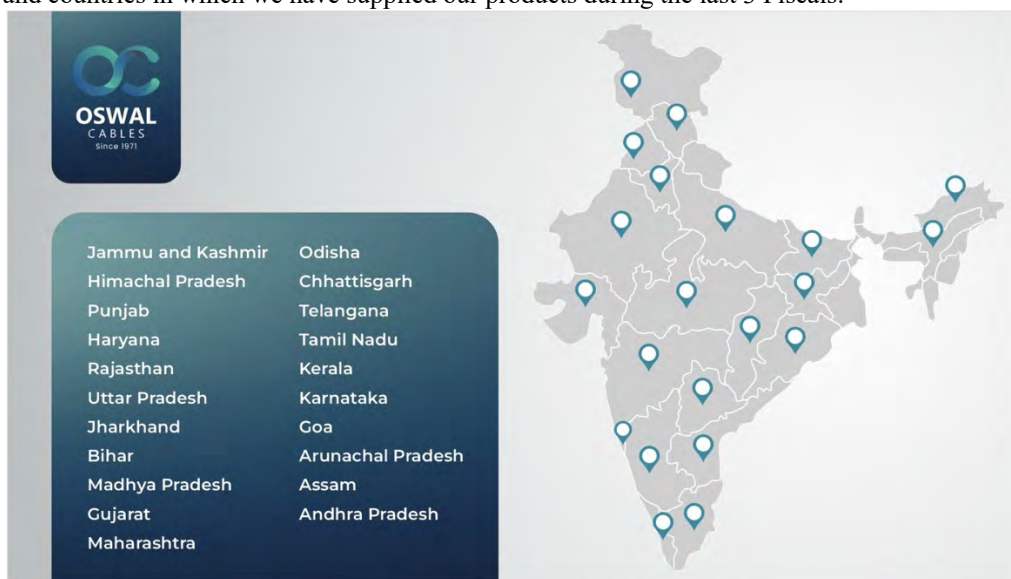 and countries in which we have supplied our products during the last 3 Fiscals:
OSWAL
CABLES
Since 1971
Jammu and Kashmir
Himachal Pradesh
Punjab
Haryana
Rajasthan
Uttar Pradesh
Jharkhand
Bihar
Madhya Pradesh
Gujarat
Maharashtra
Odisha
Chhattisgarh
Telangana
Tamil Nadu
Kerala
Karnataka
Goa
Arunachal Pradesh
Assam
Andhra Pradesh